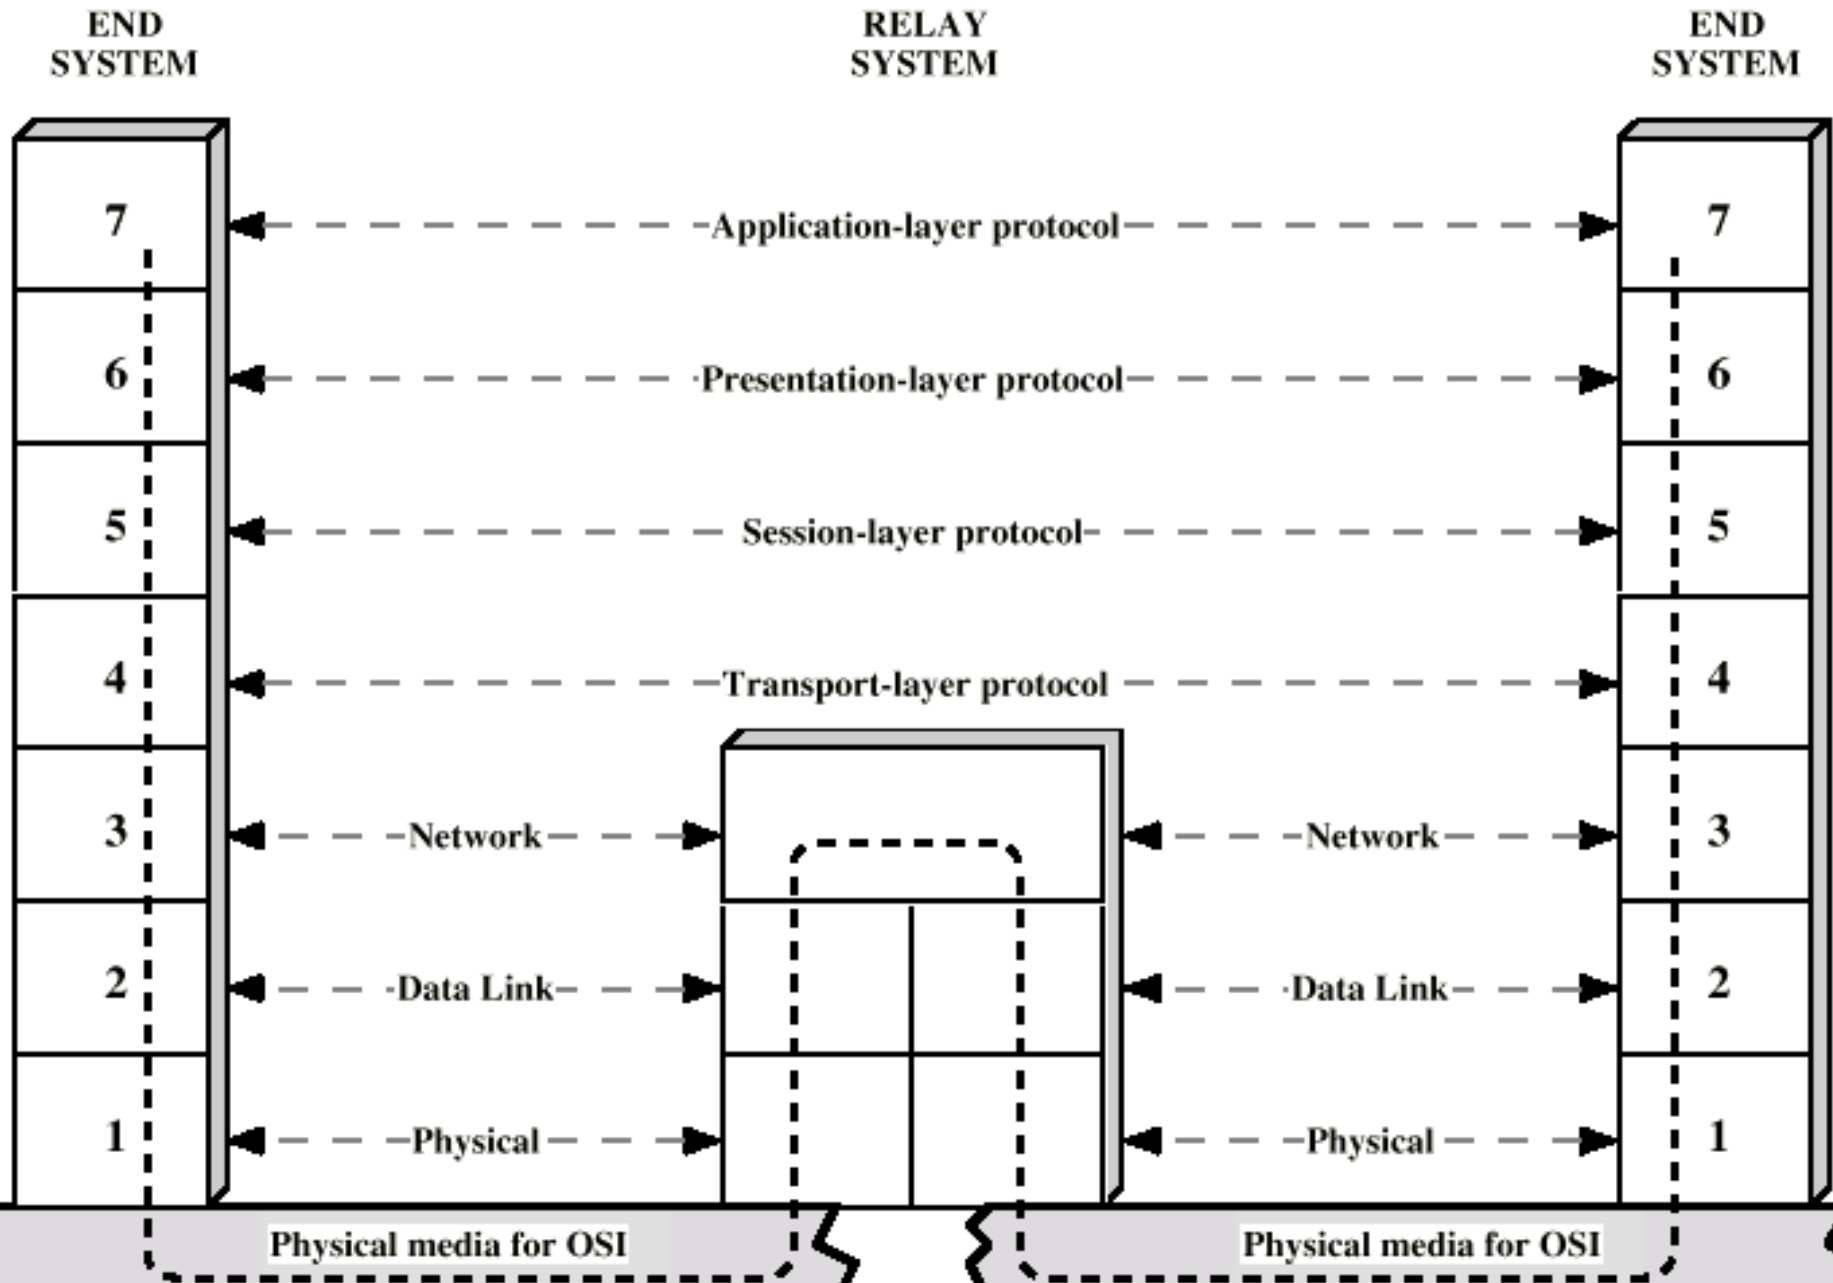 END SYSTEM
RELAY SYSTEM
END SYSTEM
7 Application-layer protocol 7
6 Presentation-layer protocol 6
5 Session-layer protocol 5
4 Transport-layer protocol 4
3 Network Network 3
2 Data Link Data Link 2
1 Physical Physical 1
Physical media for OSI Physical media for OSI